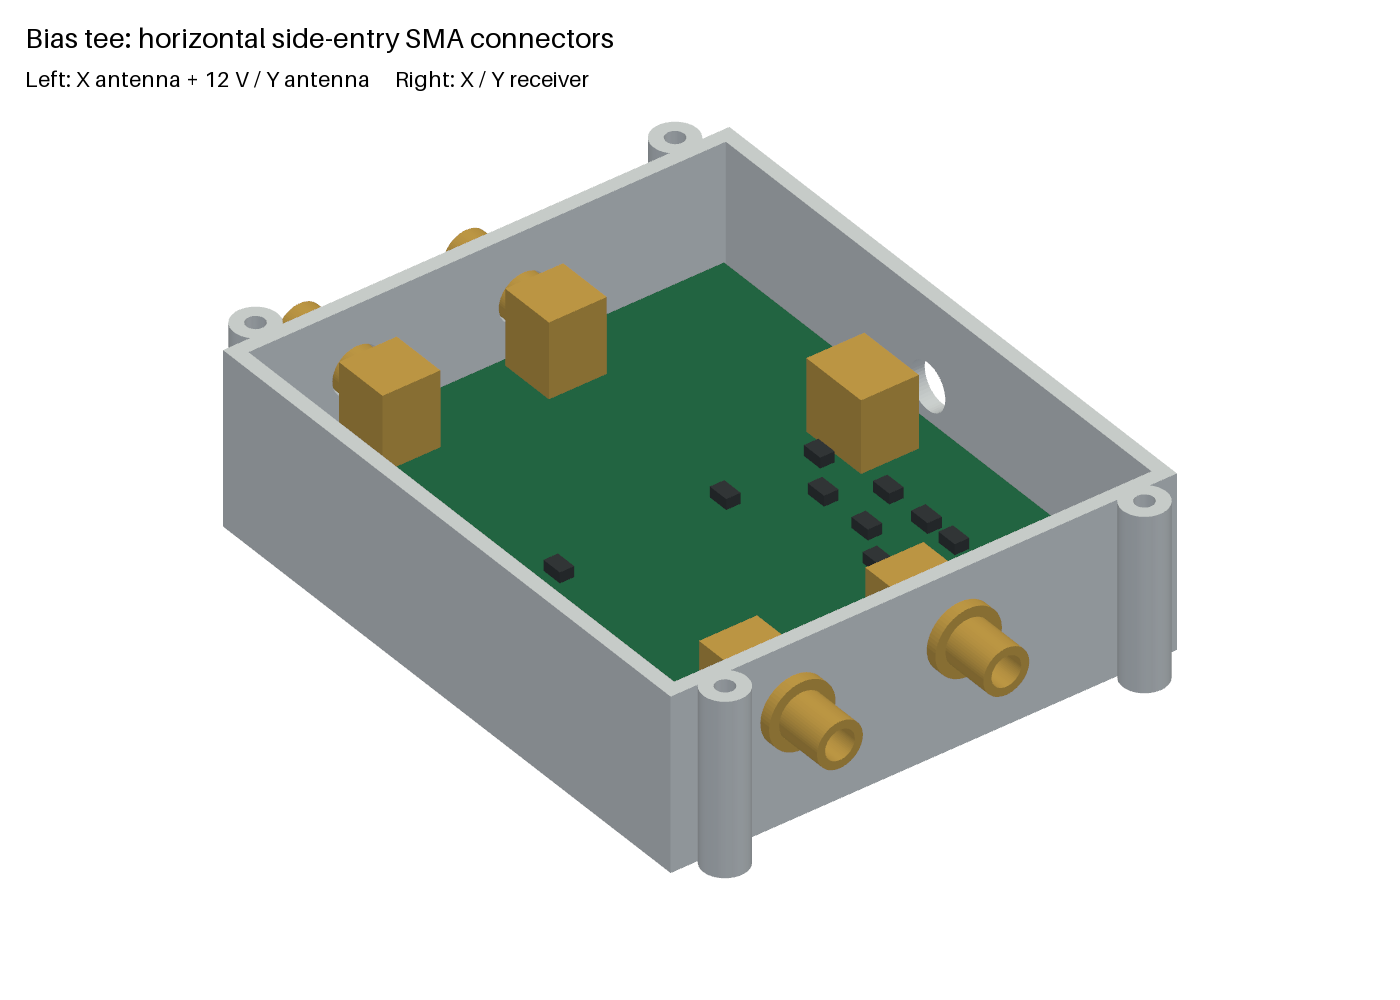 Bias tee: horizontal side-entry SMA connectors
Left: X antenna + 12 V / Y antenna    Right: X / Y receiver